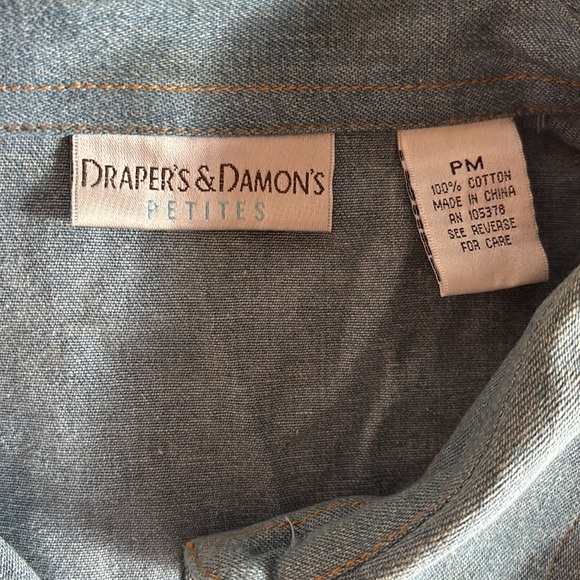 DRAPER'S & DAMON'S
PETITES
PM
100% COTTON
MADE IN CHINA
RN 105378
SEE REVERSE
FOR CARE